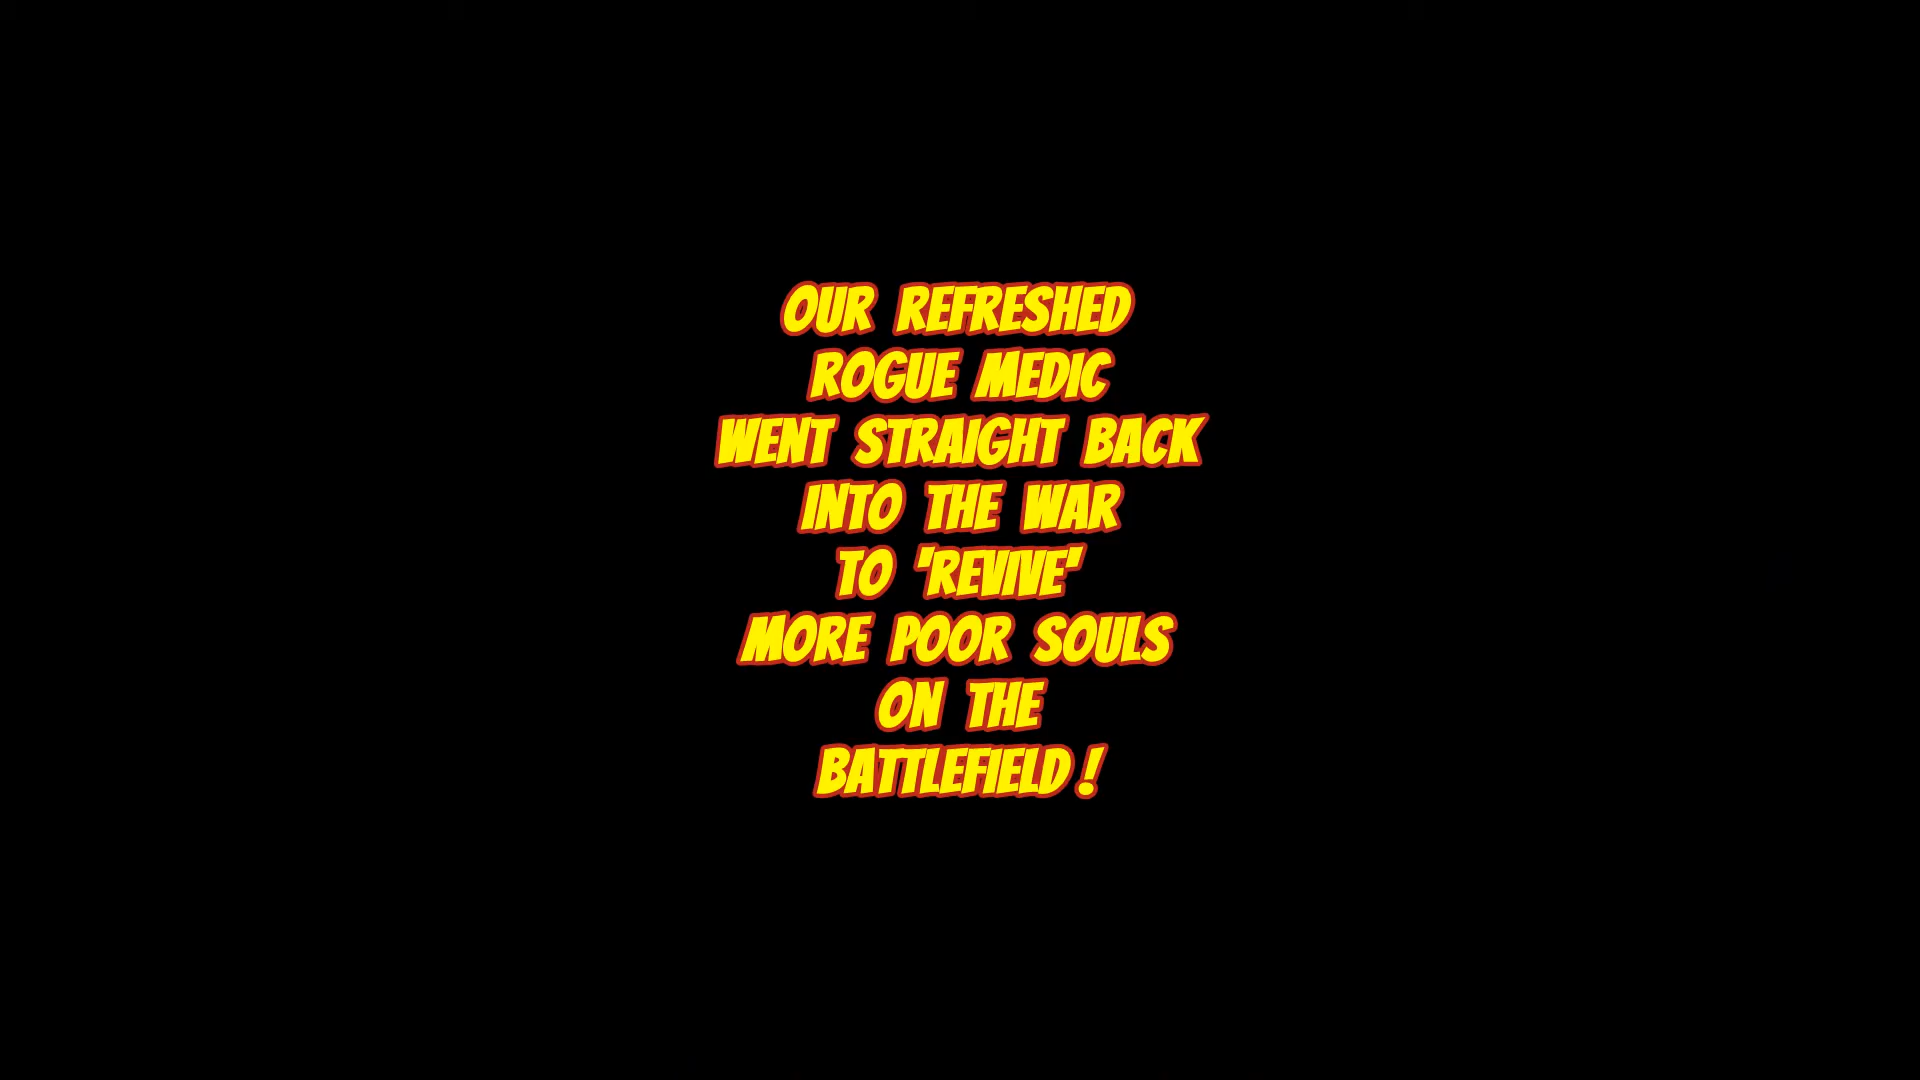 OUR REFRESHED
ROGUE MEDIC
WENT STRAIGHT BACK
INTO THE WAR
TO 'REVIVE'
MORE POOR SOULS
ON THE
BATTLEFIELD!